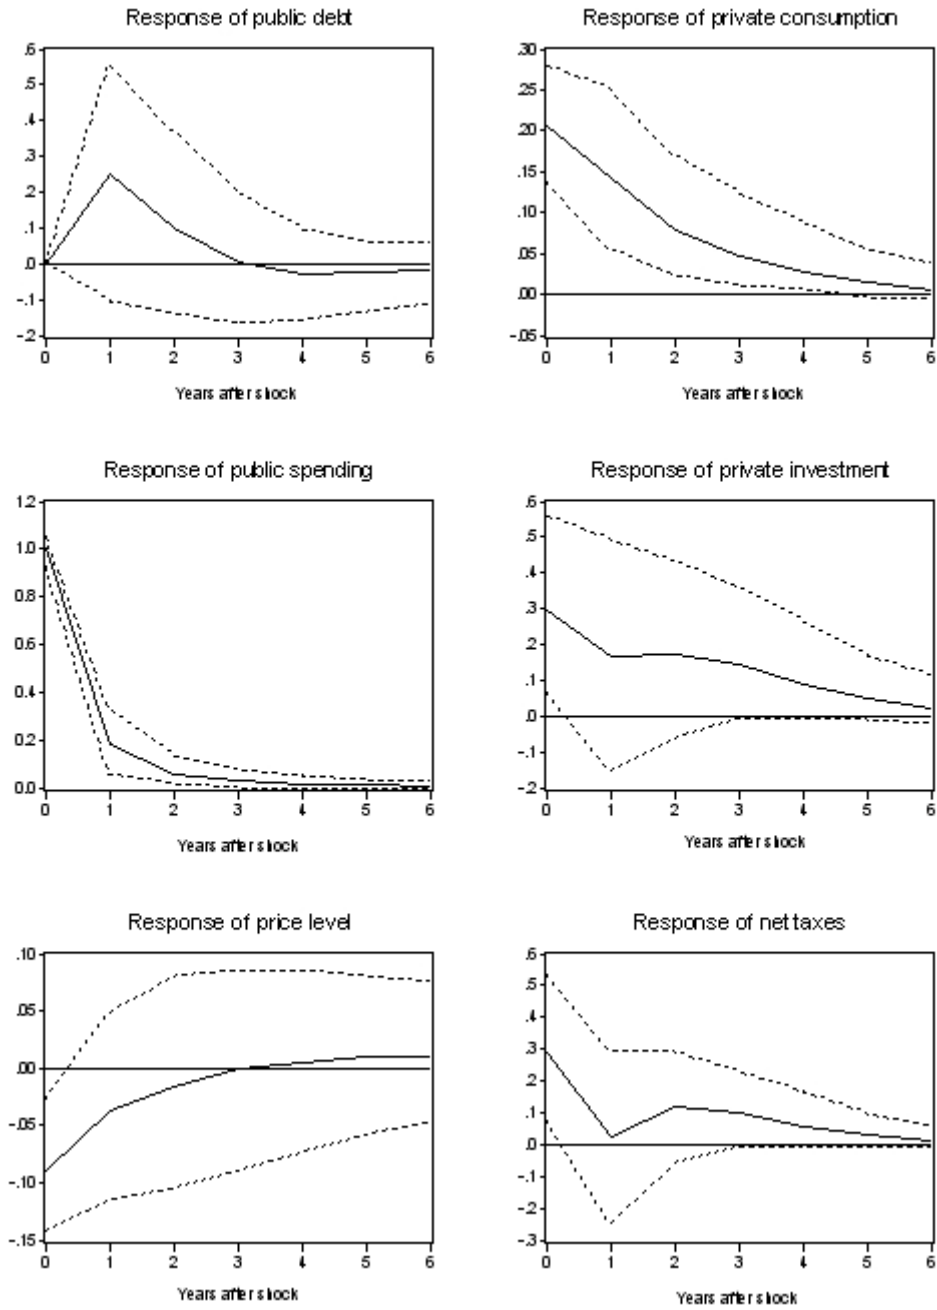 Response of public debt
.6
.5
.4
.3
.2
.1
.0
-.1
-.2
0 1 2 3 4 5 6
Years after shock
Response of private consumption
.30
.25
.20
.15
.10
.05
.00
-.05
0 1 2 3 4 5 6
Years after shock
Response of public spending
1.2
1.0
0.8
0.6
0.4
0.2
0.0
0 1 2 3 4 5 6
Years after shock
Response of private investment
.6
.5
.4
.3
.2
.1
.0
-.1
-.2
0 1 2 3 4 5 6
Years after shock
Response of price level
.10
.05
.00
-.05
-.10
-.15
0 1 2 3 4 5 6
Years after shock
Response of net taxes
.6
.5
.4
.3
.2
.1
.0
-.1
-.2
-.3
0 1 2 3 4 5 6
Years after shock